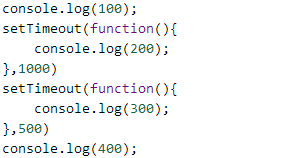 console.log(100);
setTimeout(function(){
    console.log(200);
},1000)
setTimeout(function(){
    console.log(300);
},500)
console.log(400);